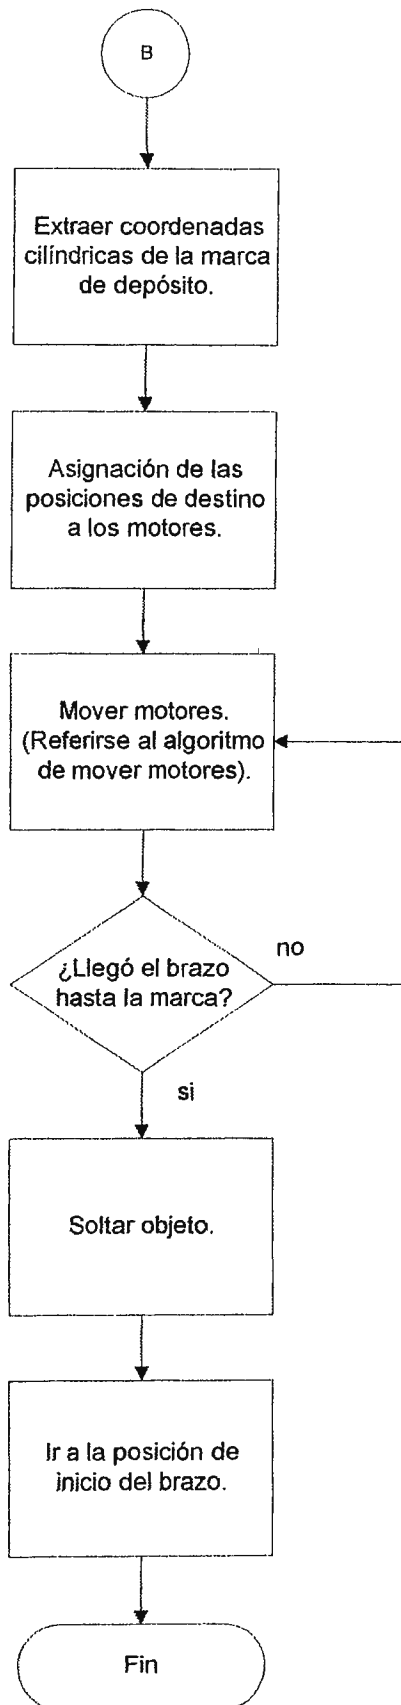 B
Extraer coordenadas
cilíndricas de la marca
de depósito.
Asignación de las
posiciones de destino
a los motores.
Mover motores.
(Referirse al algoritmo
de mover motores).
¿Llegó el brazo
hasta la marca?
no
si
Soltar objeto.
Ir a la posición de
inicio del brazo.
Fin